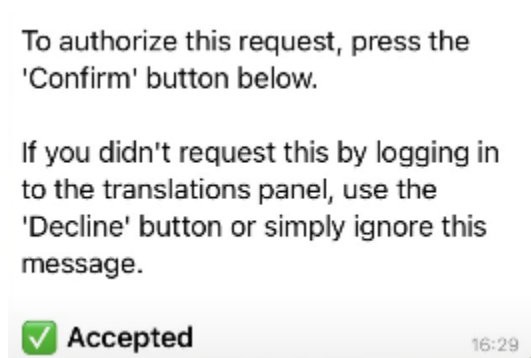 To authorize this request, press the
'Confirm' button below.
If you didn't request this by logging in
to the translations panel, use the
'Decline' button or simply ignore this
message.
✅ Accepted
16:29